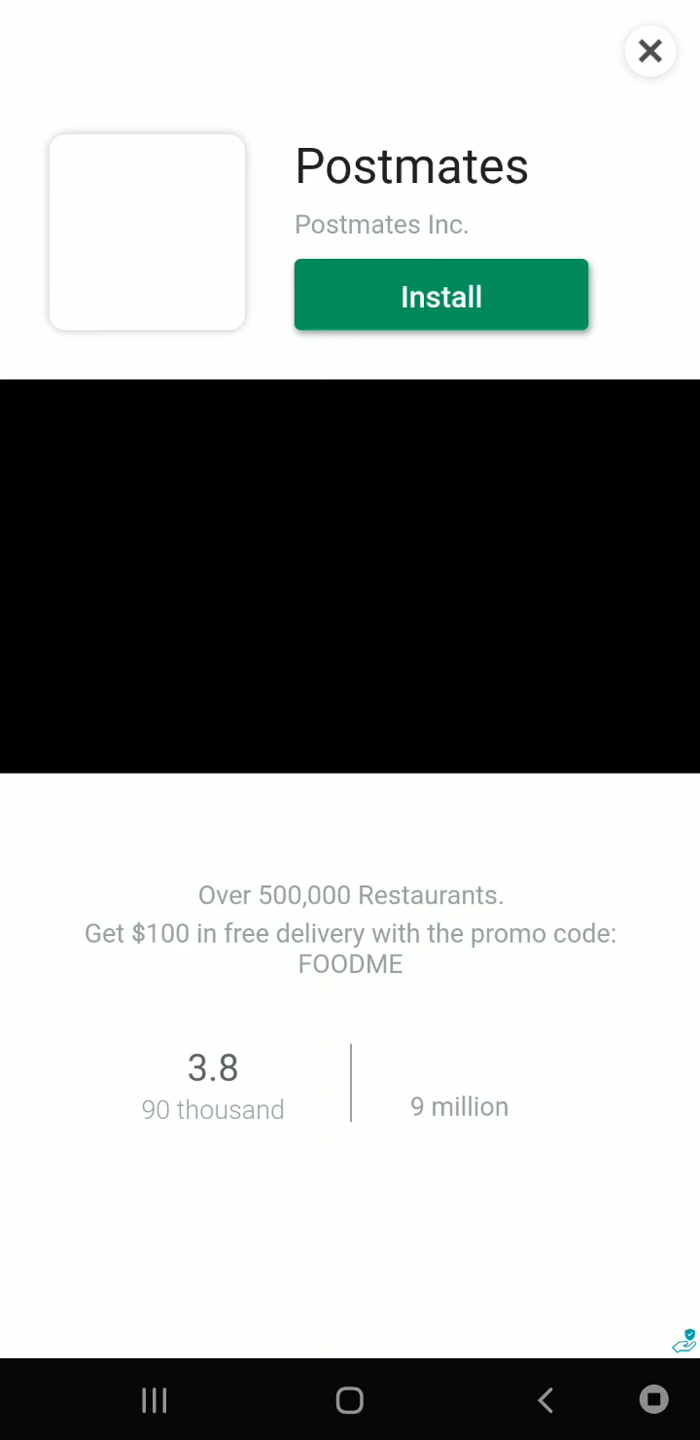 Postmates
Postmates Inc.
Install
Over 500,000 Restaurants.
Get $100 in free delivery with the promo code:
FOODME
3.8
90 thousand
9 million